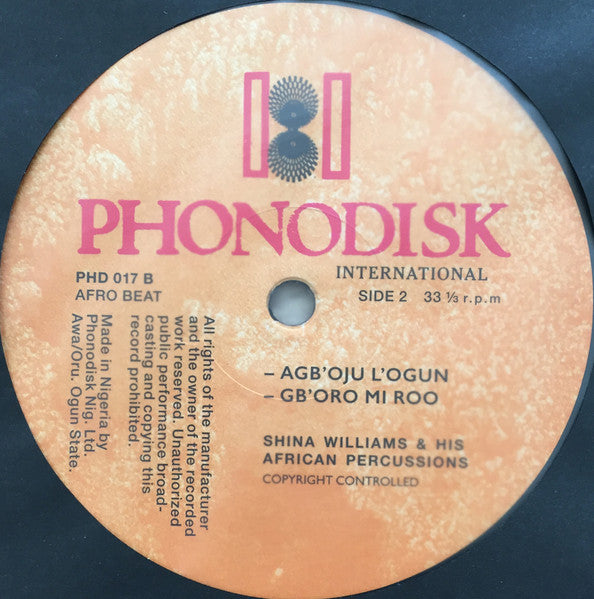 PHONODISK
INTERNATIONAL
PHD 017 B
AFRO BEAT
SIDE 2 33 ⅓ r.p.m
– AGB'OJU L'OGUN
– GB'ORO MI ROO
SHINA WILLIAMS & HIS
AFRICAN PERCUSSIONS
COPYRIGHT CONTROLLED
All rights of the manufacturer
and the owner of the recorded
work reserved. Unauthorized
public performance broad-
casting and copying this
record prohibited.
Made in Nigeria by
Phonodisk Nig. Ltd.
Awa/Oru. Ogun State.